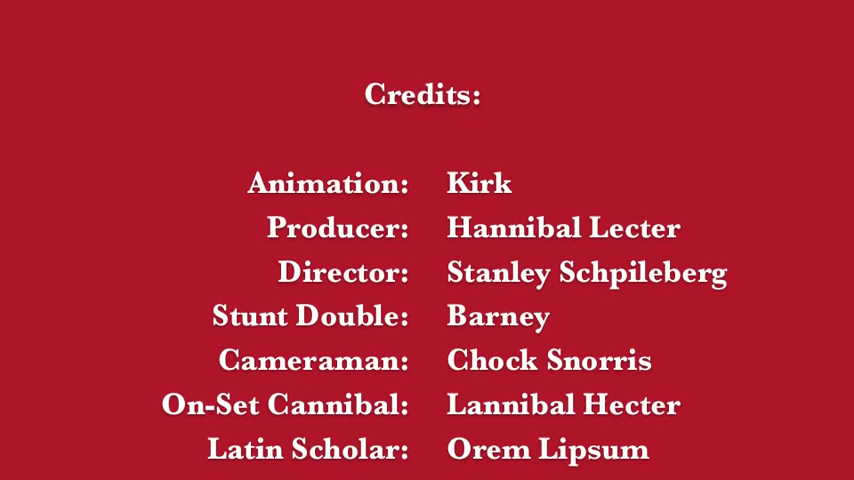 Credits:
Animation: Kirk
Producer: Hannibal Lecter
Director: Stanley Schpileberg
Stunt Double: Barney
Cameraman: Chock Snorris
On-Set Cannibal: Lannibal Hecter
Latin Scholar: Orem Lipsum